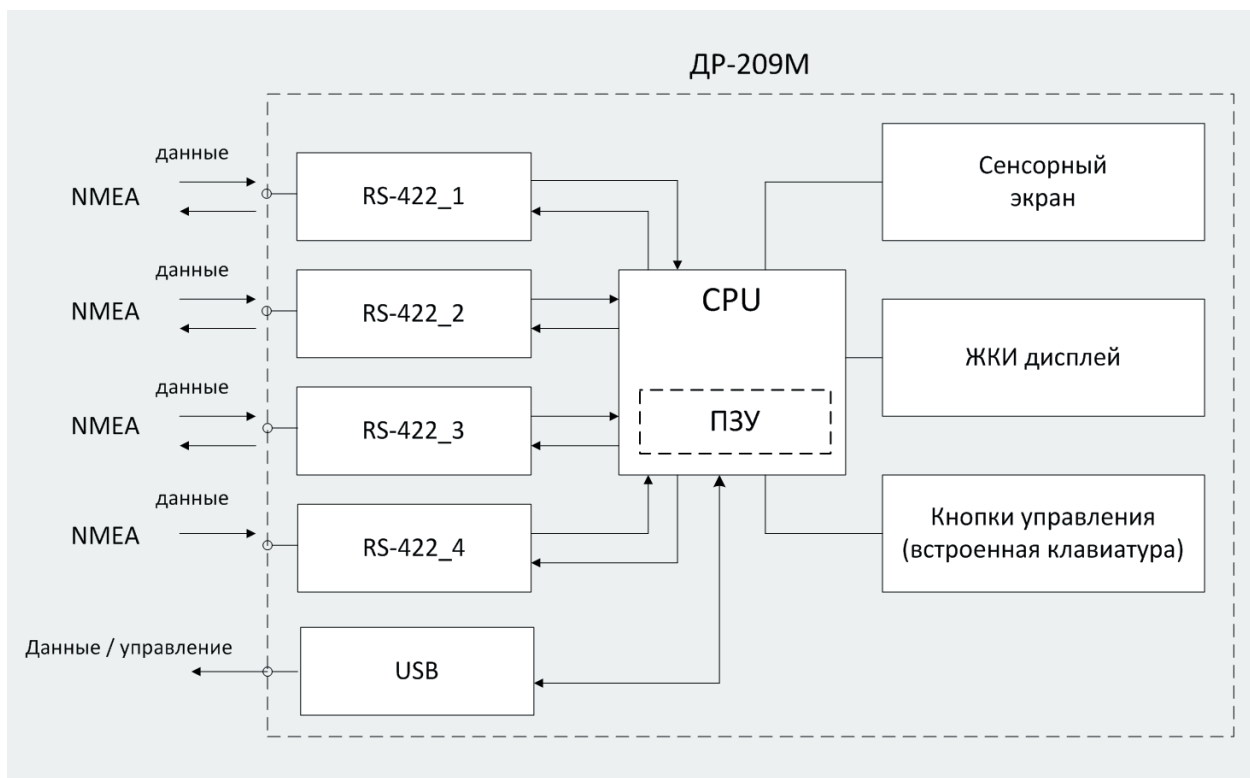 ДР-209М
данные
NMEA
RS-422_1
данные
NMEA
RS-422_2
данные
NMEA
RS-422_3
данные
NMEA
RS-422_4
Данные / управление
USB
CPU
ПЗУ
Сенсорный
экран
ЖКИ дисплей
Кнопки управления
(встроенная клавиатура)